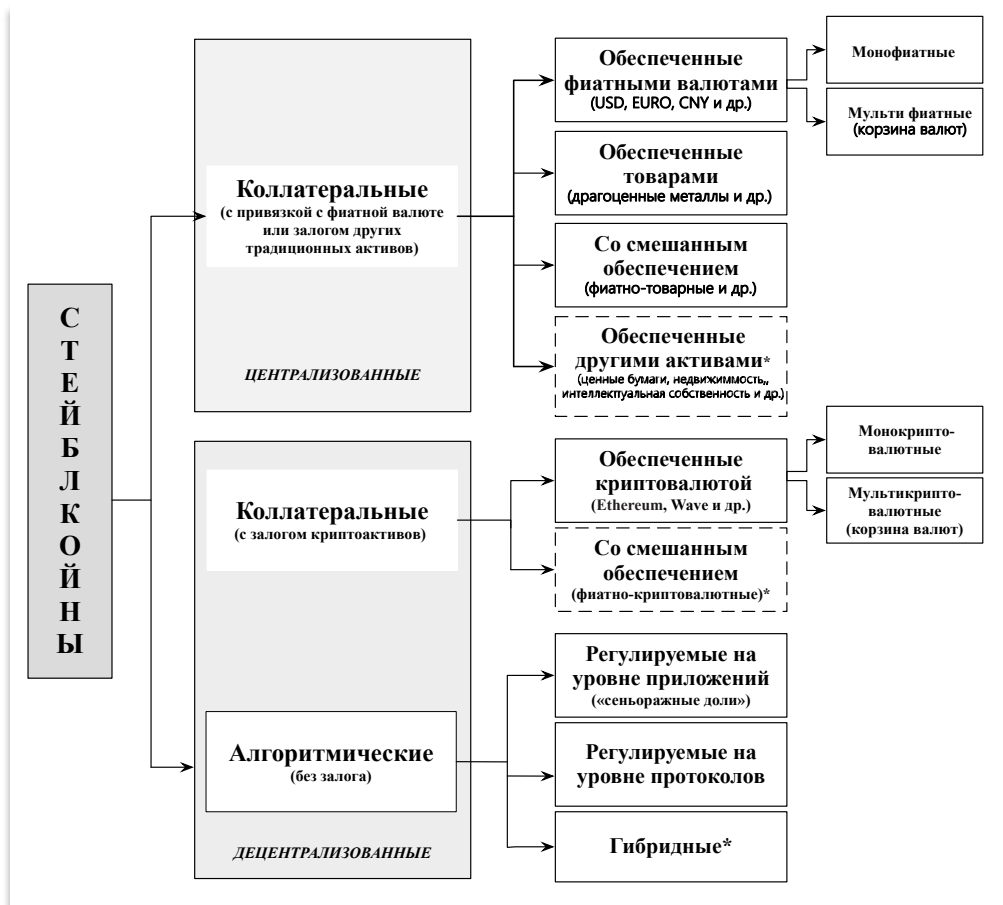 СТЕЙБЛКОЙНЫ
Коллатеральные
(с привязкой с фиатной валюте
или залогом других
традиционных активов)
ЦЕНТРАЛИЗОВАННЫЕ
Обеспеченные
фиатными валютами
(USD, EURO, CNY и др.)
Монофиатные
Мульти фиатные
(корзина валют)
Обеспеченные
товарами
(драгоценные металлы и др.)
Со смешанным
обеспечением
(фиатно-товарные и др.)
Обеспеченные
другими активами*
(ценные бумаги, недвижиммость,,
интеллектуальная собственность и др.)
Коллатеральные
(с залогом криптоактивов)
Обеспеченные
криптовалютой
(Ethereum, Wave и др.)
Монокрипто-
валютные
Мультикрипто-
валютные
(корзина валют)
Со смешанным
обеспечением
(фиатно-криптовалютные)*
Алгоритмические
(без залога)
ДЕЦЕНТРАЛИЗОВАННЫЕ
Регулируемые на
уровне приложений
(«сеньоражные доли»)
Регулируемые на
уровне протоколов
Гибридные*